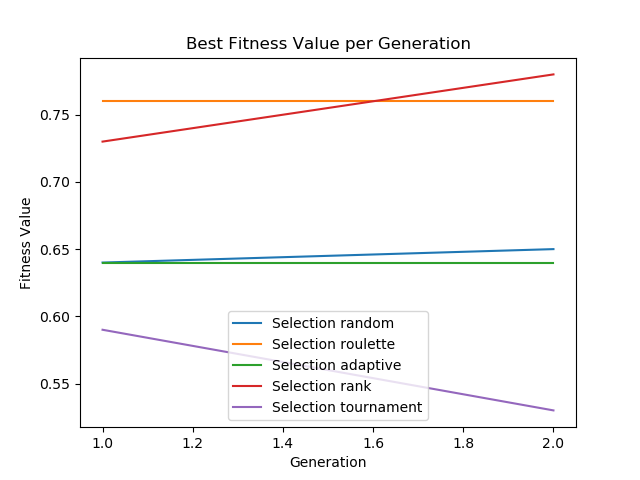 Best Fitness Value per Generation
Fitness Value
0.75
0.70
0.65
0.60
0.55
Selection random
Selection roulette
Selection adaptive
Selection rank
Selection tournament
1.0 1.2 1.4 1.6 1.8 2.0
Generation